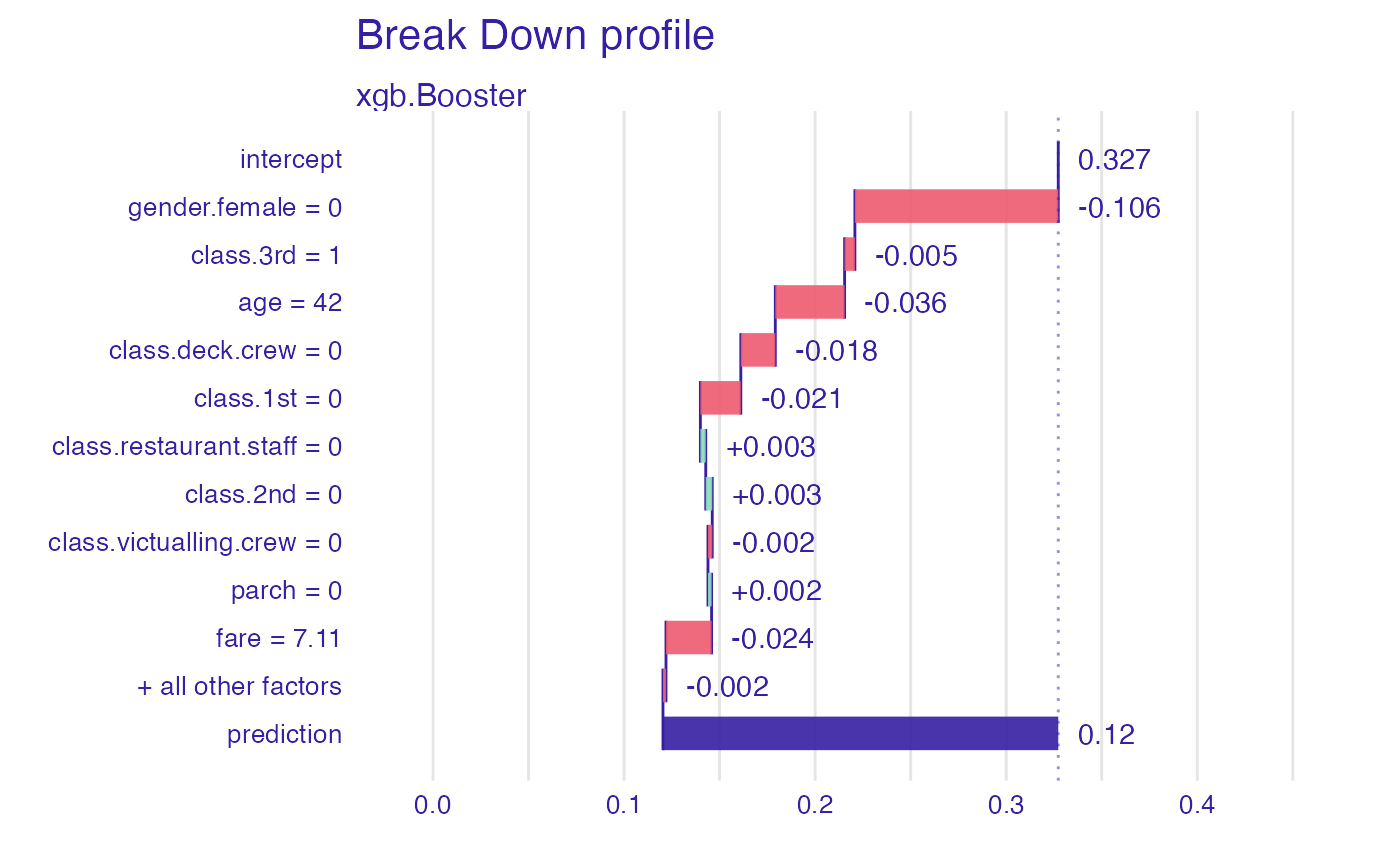 Break Down profile
xgb.Booster
intercept 0.327
gender.female = 0 -0.106
class.3rd = 1 -0.005
age = 42 -0.036
class.deck.crew = 0 -0.018
class.1st = 0 -0.021
class.restaurant.staff = 0 +0.003
class.2nd = 0 +0.003
class.victualling.crew = 0 -0.002
parch = 0 +0.002
fare = 7.11 -0.024
+ all other factors -0.002
prediction 0.12
0.0 0.1 0.2 0.3 0.4